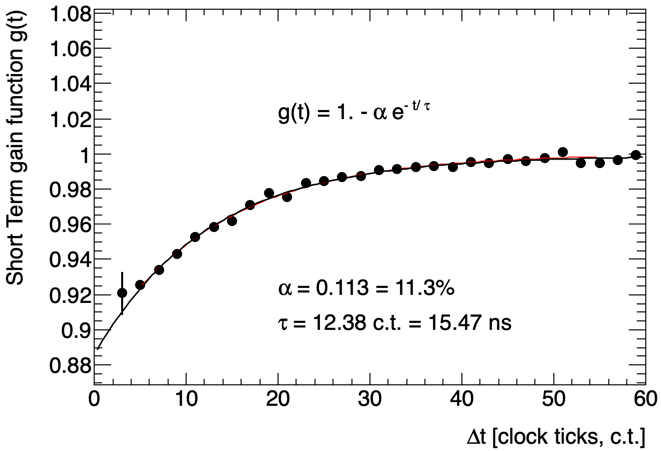 Short Term gain function g(t)
1.08
1.06
1.04
1.02
1
0.98
0.96
0.94
0.92
0.9
0.88
g(t) = 1. - α e^{- t/ τ}
α = 0.113 = 11.3%
τ = 12.38 c.t. = 15.47 ns
0 10 20 30 40 50 60
Δt [clock ticks, c.t.]